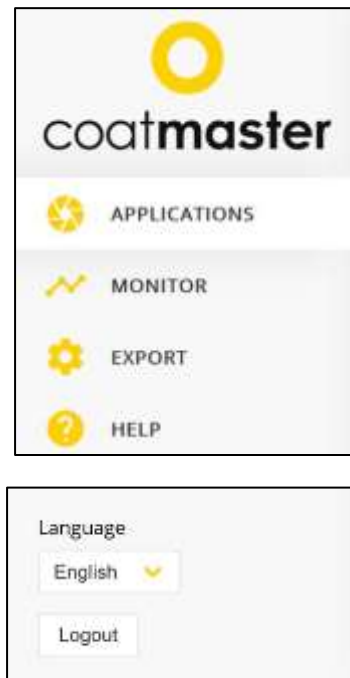 coatmaster
APPLICATIONS
MONITOR
EXPORT
HELP
Language
English
Logout